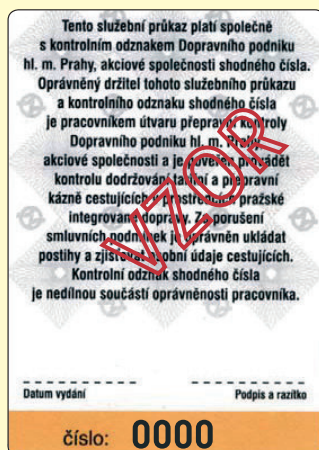 Tento služební průkaz platí společně
s kontrolním odznakem Dopravního podniku
hl. m. Prahy, akciové společnosti shodného čísla.
Oprávněný držitel tohoto služebního průkazu
a kontrolního odznaku shodného čísla
je pracovníkem útvaru přepravní kontroly
Dopravního podniku hl. m. Prahy,
akciové společnosti a je pověřen provádět
kontrolu dodržování tarifní a přepravní
kázně cestujících v prostředcích pražské
integrované dopravy. Za porušení
smluvních podmínek je oprávněn ukládat
postihy a zjišťovat osobní údaje cestujících.
Kontrolní odznak shodného čísla
je nedílnou součástí oprávněnosti pracovníka.
VZOR
Datum vydání Podpis a razítko
číslo: 0000